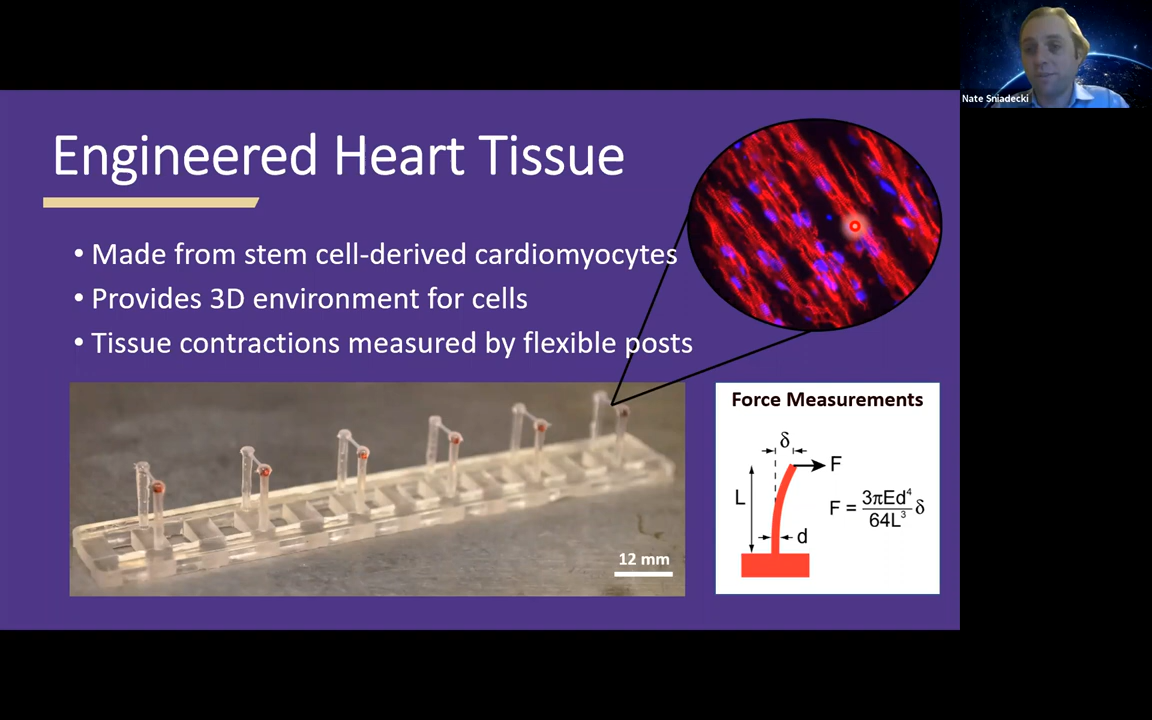 Nate Sniadecki
Engineered Heart Tissue
• Made from stem cell-derived cardiomyocytes
• Provides 3D environment for cells
• Tissue contractions measured by flexible posts
12 mm
Force Measurements
δ
F
L
F = 3πEd⁴/64L³ δ
d